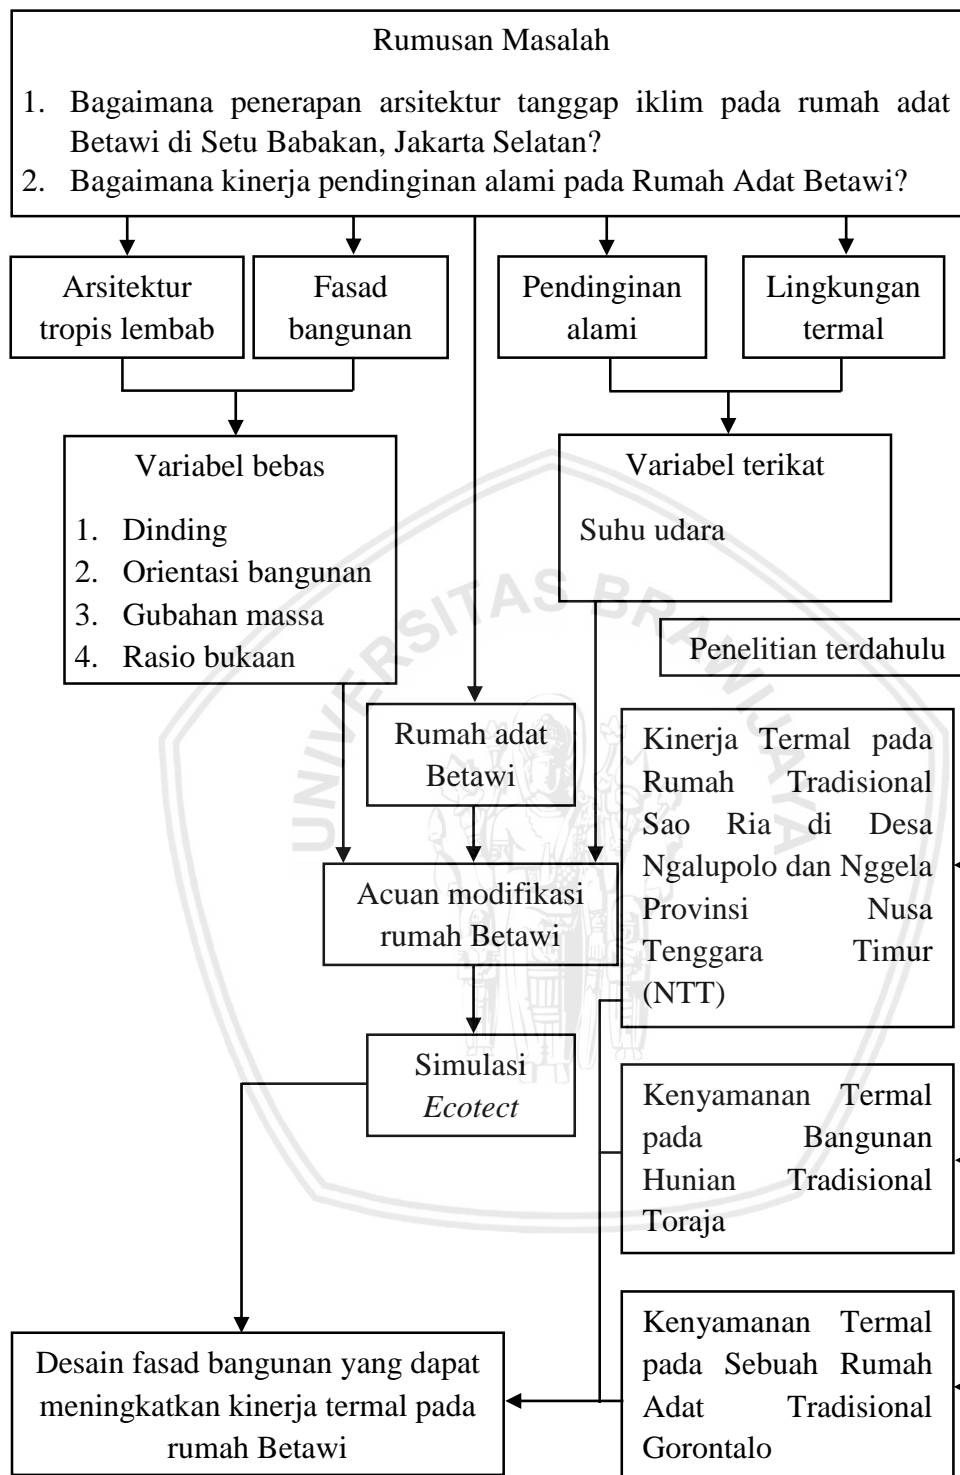 Rumusan Masalah
1. Bagaimana penerapan arsitektur tanggap iklim pada rumah adat
Betawi di Setu Babakan, Jakarta Selatan?
2. Bagaimana kinerja pendinginan alami pada Rumah Adat Betawi?
Arsitektur
tropis lembab
Fasad
bangunan
Pendinginan
alami
Lingkungan
termal
Variabel bebas
1. Dinding
2. Orientasi bangunan
3. Gubahan massa
4. Rasio bukaan
Variabel terikat
Suhu udara
UNIVERSITAS BRAWIJAYA
Penelitian terdahulu
Rumah adat
Betawi
Kinerja Termal pada
Rumah Tradisional
Sao Ria di Desa
Ngalupolo dan Nggela
Provinsi Nusa
Tenggara Timur
(NTT)
Acuan modifikasi
rumah Betawi
Simulasi
Ecotect
Kenyamanan Termal
pada Bangunan
Hunian Tradisional
Toraja
Desain fasad bangunan yang dapat
meningkatkan kinerja termal pada
rumah Betawi
Kenyamanan Termal
pada Sebuah Rumah
Adat Tradisional
Gorontalo